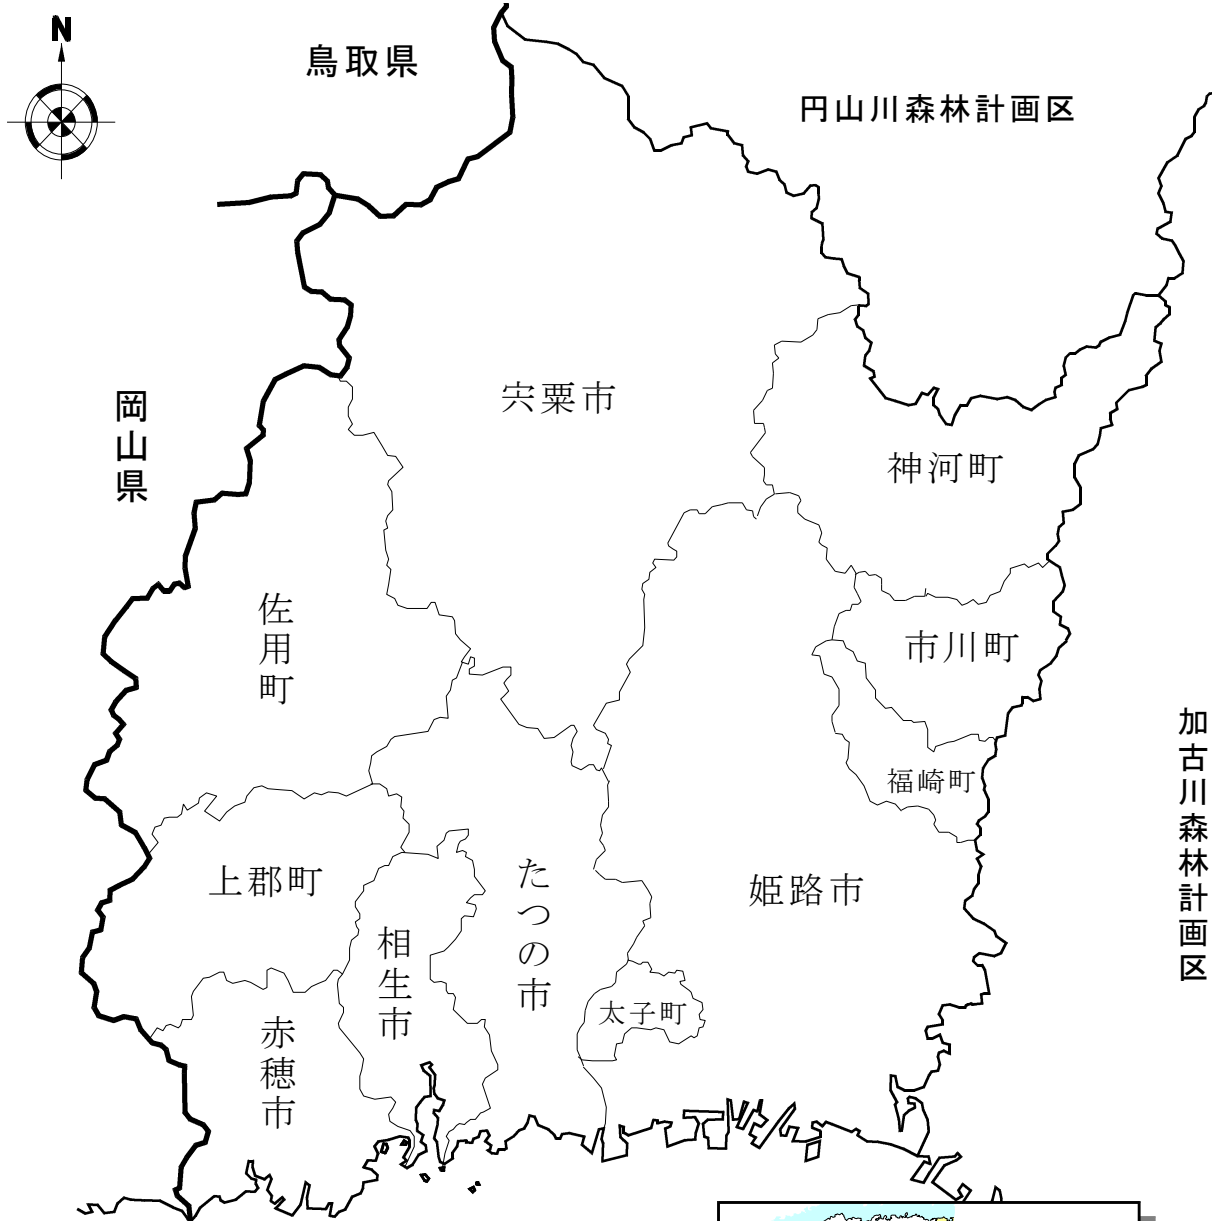 N
鳥取県
円山川森林計画区
岡山県
宍粟市
神河町
佐用町
市川町
加古川森林計画区
福崎町
上郡町
たつの市
姫路市
相生市
太子町
赤穂市